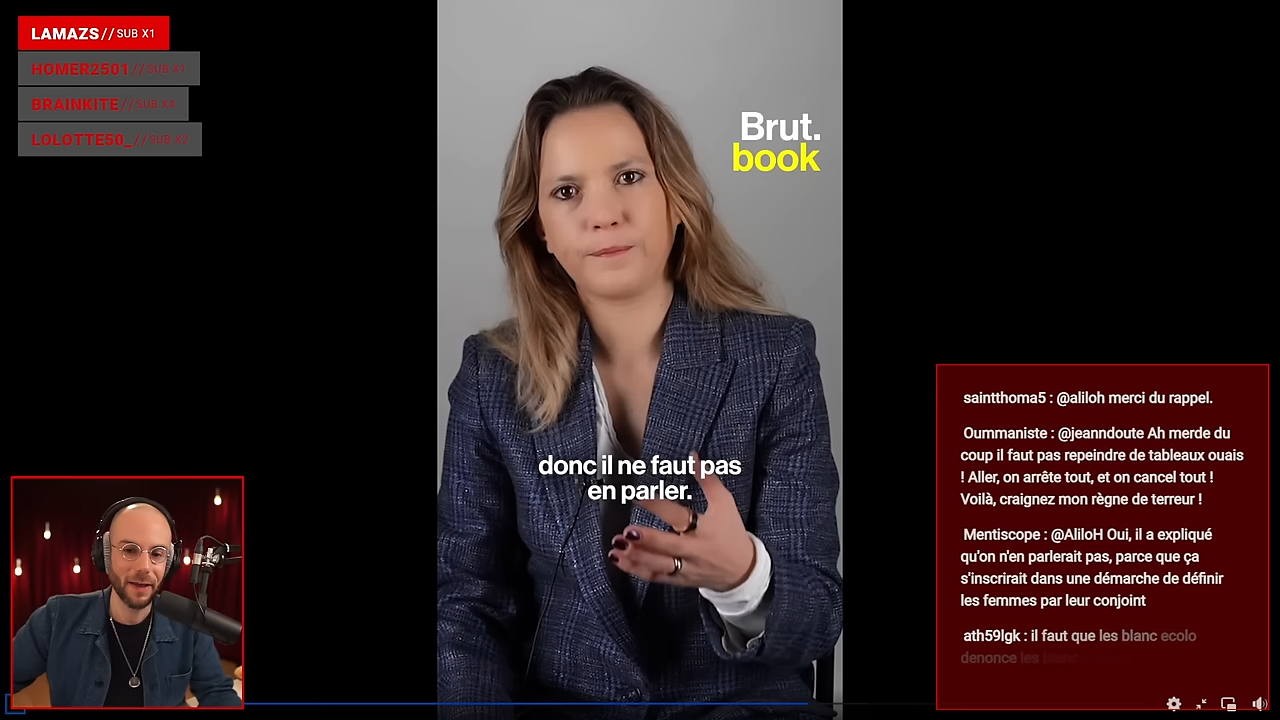 LAMAZS//SUB X1
HOMER2501//SUB X1
BRAINKITE//SUB X4
LOLOTTE50_//SUB X2
Brut.
book
donc il ne faut pas
en parler.
saintthoma5 : @aliloh merci du rappel.
Oummaniste : @jeanndoute Ah merde du
coup il faut pas repeindre de tableaux ouais
! Aller, on arrête tout, et on cancel tout !
Voilà, craignez mon règne de terreur !
Mentiscope : @AliloH Oui, il a expliqué
qu'on n'en parlerait pas, parce que ça
s'inscrirait dans une démarche de définir
les femmes par leur conjoint
ath59lgk : il faut que les blanc ecolo
denonce les blanc